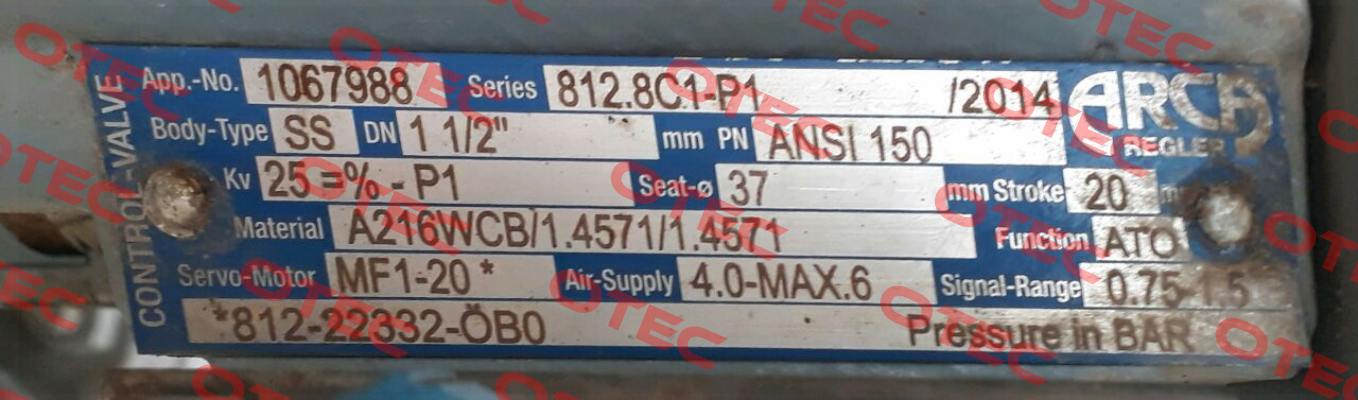 CONTROL-VALVE
App.-No. 1067988 Series 812.8C1-P1 /2014 ARCA
REGLER
Body-Type SS DN 1 1/2" mm PN ANSI 150
Kv 25 =% - P1 Seat-ø 37 mm Stroke 20
Material A216WCB/1.4571/1.4571 Function ATO
Servo-Motor MF1-20 * Air-Supply 4.0-MAX.6 Signal-Range 0.75-1.5
*812-22332-ÖB0 Pressure in BAR
OTEC